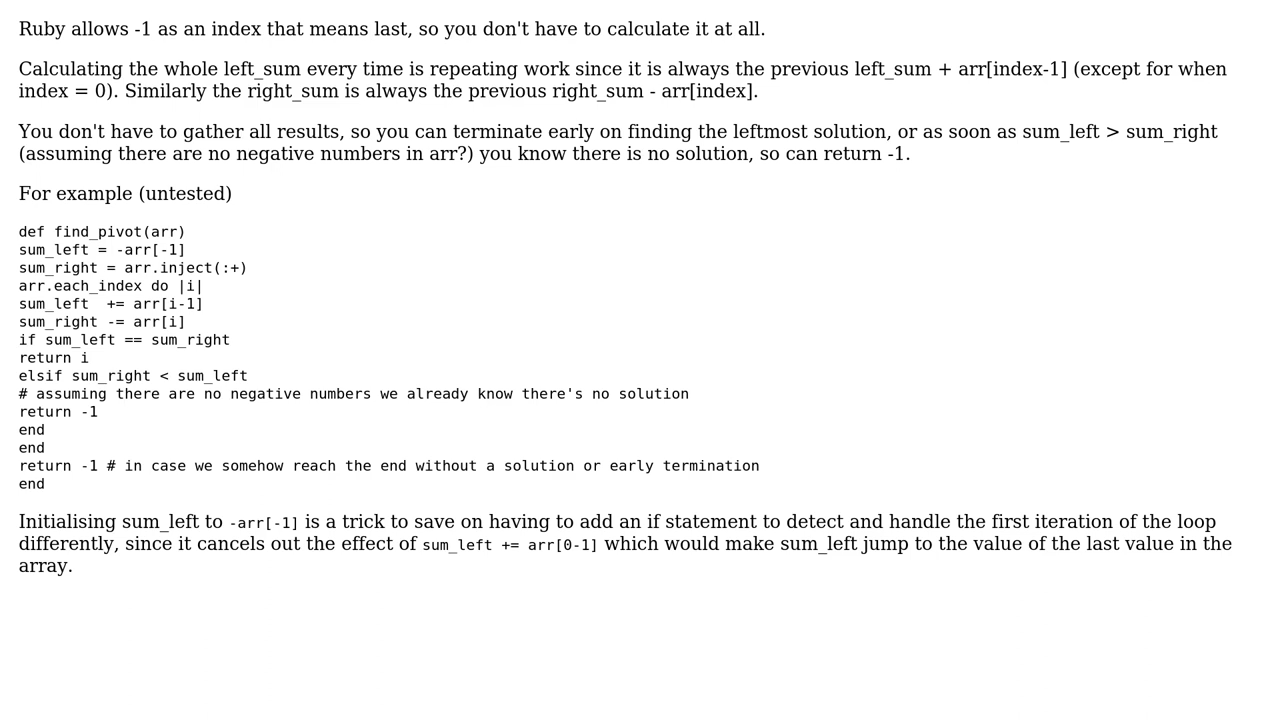 Ruby allows -1 as an index that means last, so you don't have to calculate it at all.
Calculating the whole left_sum every time is repeating work since it is always the previous left_sum + arr[index-1] (except for when
index = 0). Similarly the right_sum is always the previous right_sum - arr[index].
You don't have to gather all results, so you can terminate early on finding the leftmost solution, or as soon as sum_left > sum_right
(assuming there are no negative numbers in arr?) you know there is no solution, so can return -1.
For example (untested)
def find_pivot(arr)
sum_left = -arr[-1]
sum_right = arr.inject(:+)
arr.each_index do |i|
sum_left  += arr[i-1]
sum_right -= arr[i]
if sum_left == sum_right
return i
elsif sum_right < sum_left
# assuming there are no negative numbers we already know there's no solution
return -1
end
end
return -1 # in case we somehow reach the end without a solution or early termination
end
Initialising sum_left to -arr[-1] is a trick to save on having to add an if statement to detect and handle the first iteration of the loop
differently, since it cancels out the effect of sum_left += arr[0-1] which would make sum_left jump to the value of the last value in the
array.